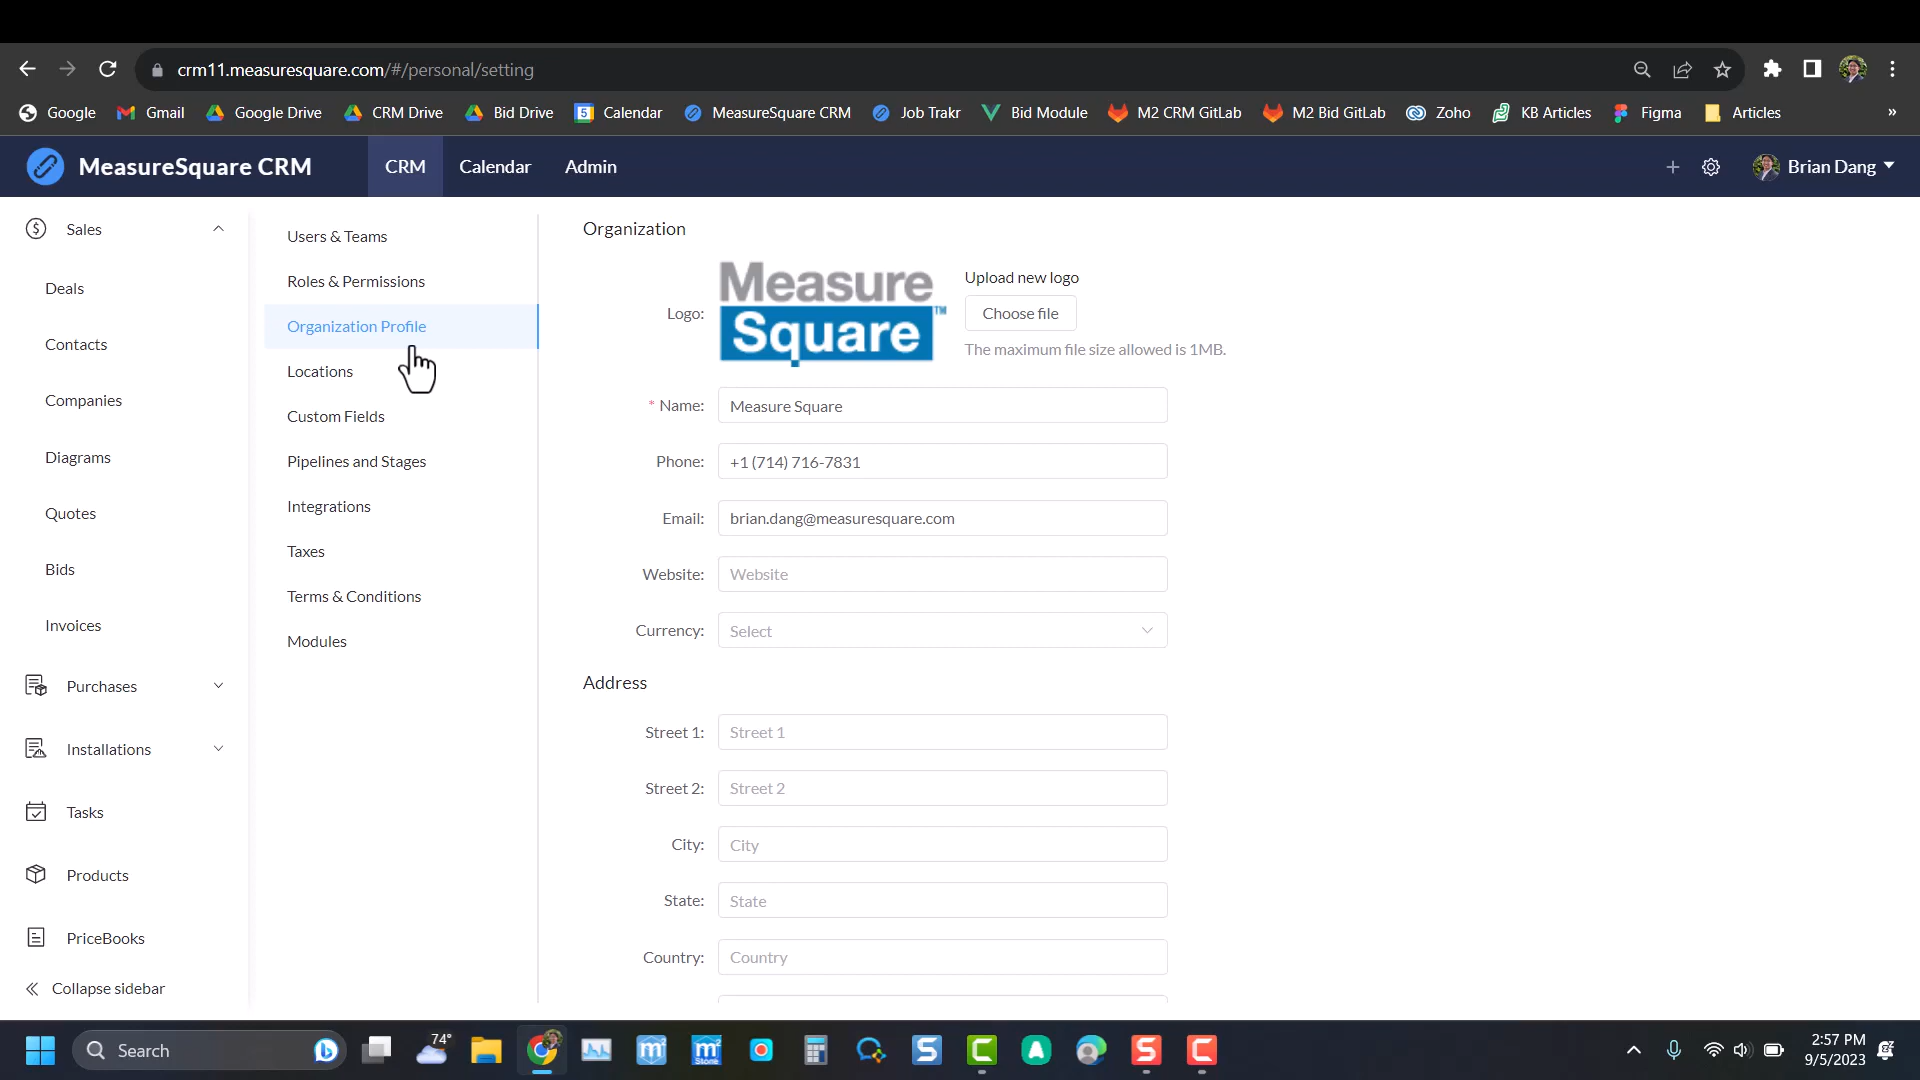 crm11.measuresquare.com/#/personal/setting
Google Gmail Google Drive CRM Drive Bid Drive 5 Calendar MeasureSquare CRM Job Trakr Bid Module M2 CRM GitLab M2 Bid GitLab Zoho KB Articles Figma Articles »
MeasureSquare CRM CRM Calendar Admin + Brian Dang
Sales
Deals
Contacts
Companies
Diagrams
Quotes
Bids
Invoices
Purchases
Installations
Tasks
Products
PriceBooks
Collapse sidebar
Users & Teams
Roles & Permissions
Organization Profile
Locations
Custom Fields
Pipelines and Stages
Integrations
Taxes
Terms & Conditions
Modules
Organization
Logo:
Measure
Square™
Upload new logo
Choose file
The maximum file size allowed is 1MB.
* Name: Measure Square
Phone: +1 (714) 716-7831
Email: brian.dang@measuresquare.com
Website: Website
Currency: Select
Address
Street 1: Street 1
Street 2: Street 2
City: City
State: State
Country: Country
Search
74°
m²
m²
Store
S
C
A
S
C
2:57 PM
9/5/2023